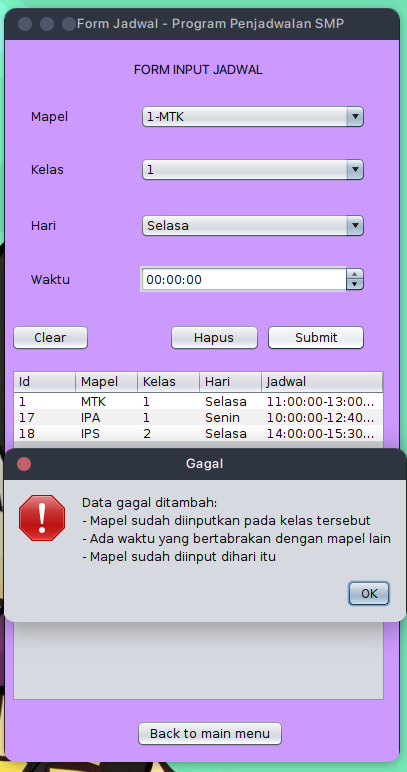 Form Jadwal - Program Penjadwalan SMP
FORM INPUT JADWAL
Mapel 1-MTK
Kelas 1
Hari Selasa
Waktu 00:00:00
Clear Hapus Submit
Id Mapel Kelas Hari Jadwal
1 MTK 1 Selasa 11:00:00-13:00...
17 IPA 1 Senin 10:00:00-12:40...
18 IPS 2 Selasa 14:00:00-15:30...
Gagal
Data gagal ditambah:
- Mapel sudah diinputkan pada kelas tersebut
- Ada waktu yang bertabrakan dengan mapel lain
- Mapel sudah diinput dihari itu
OK
Back to main menu